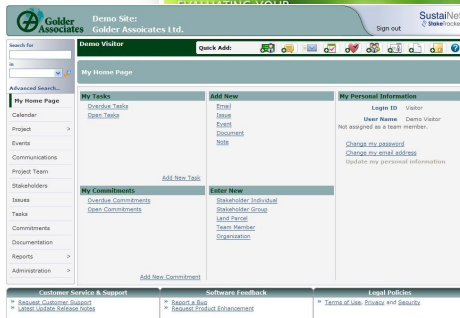 Golder
Associates
Demo Site:
Golder Assoicates Ltd.
Sign out
Search for
in
Advanced Search...
Demo Visitor
Quick Add:
My Home Page
My Home Page
Calendar
Project >
Events
Communications
Project Team
Stakeholders
Issues
Tasks
Commitments
Documentation
Reports >
Administration >
My Tasks
Overdue Tasks
Open Tasks
Add New Task
Add New
Email
Issue
Event
Document
Note
My Personal Information
Login ID Visitor
User Name Demo Visitor
Not assigned as a team member.
Change my password
Change my email address
Update my personal information
My Commitments
Overdue Commitments
Open Commitments
Add New Commitment
Enter New
Stakeholder Individual
Stakeholder Group
Land Parcel
Team Member
Organization
Customer Service & Support
» Request Customer Support
» Latest Update Release Notes
Software Feedback
» Report a Bug
» Request Product Enhancement
Legal Policies
» Terms of Use, Privacy and Security